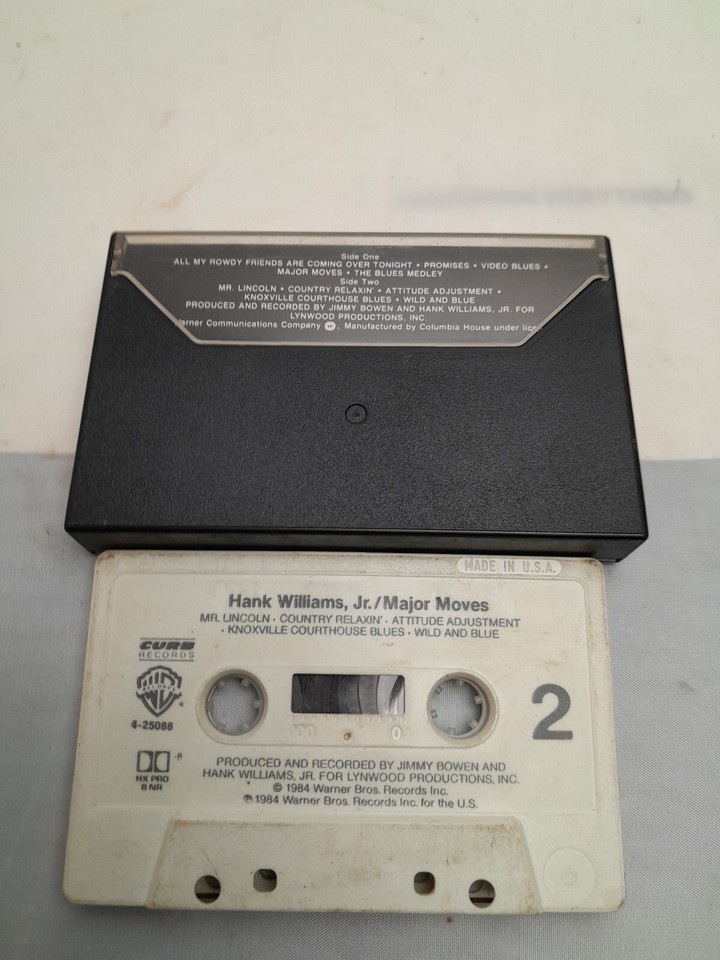 Side One
ALL MY ROWDY FRIENDS ARE COMING OVER TONIGHT • PROMISES • VIDEO BLUES •
MAJOR MOVES • THE BLUES MEDLEY
Side Two
MR. LINCOLN • COUNTRY RELAXIN' • ATTITUDE ADJUSTMENT •
KNOXVILLE COURTHOUSE BLUES • WILD AND BLUE
PRODUCED AND RECORDED BY JIMMY BOWEN AND HANK WILLIAMS, JR. FOR
LYNWOOD PRODUCTIONS, INC.
Communications Company W, Manufactured by Columbia House under
MADE IN U.S.A.
Hank Williams, Jr./Major Moves
MR. LINCOLN · COUNTRY RELAXIN' · ATTITUDE ADJUSTMENT
· KNOXVILLE COURTHOUSE BLUES · WILD AND BLUE
CURB
RECORDS
WB
RECORDS
®
4-25088
2
®
HX PRO
B NR
100 0
PRODUCED AND RECORDED BY JIMMY BOWEN AND
HANK WILLIAMS, JR. FOR LYNWOOD PRODUCTIONS, INC.
© 1984 Warner Bros. Records Inc.
℗ 1984 Warner Bros. Records Inc. for the U.S.